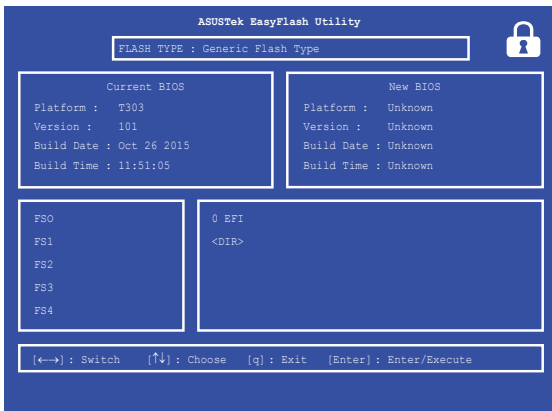 ASUSTek EasyFlash Utility
FLASH TYPE : Generic Flash Type
Current BIOS
Platform : T303
Version : 101
Build Date : Oct 26 2015
Build Time : 11:51:05
New BIOS
Platform : Unknown
Version : Unknown
Build Date : Unknown
Build Time : Unknown
FSO
FS1
FS2
FS3
FS4
0 EFI
<DIR>
[←→] : Switch [↑↓] : Choose [q] : Exit [Enter] : Enter/Execute